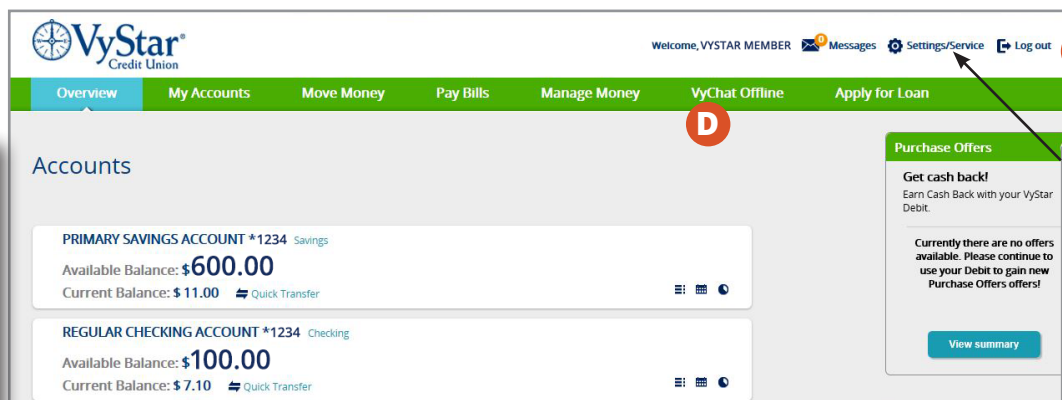 VyStar®
Credit Union
Welcome, VYSTAR MEMBER 0 Messages Settings/Service Log out
Overview My Accounts Move Money Pay Bills Manage Money VyChat Offline Apply for Loan
D
Accounts
PRIMARY SAVINGS ACCOUNT *1234 Savings
Available Balance: $600.00
Current Balance: $11.00 Quick Transfer
REGULAR CHECKING ACCOUNT *1234 Checking
Available Balance: $100.00
Current Balance: $7.10 Quick Transfer
Purchase Offers
Get cash back!
Earn Cash Back with your VyStar
Debit.
Currently there are no offers
available. Please continue to
use your Debit to gain new
Purchase Offers offers!
View summary